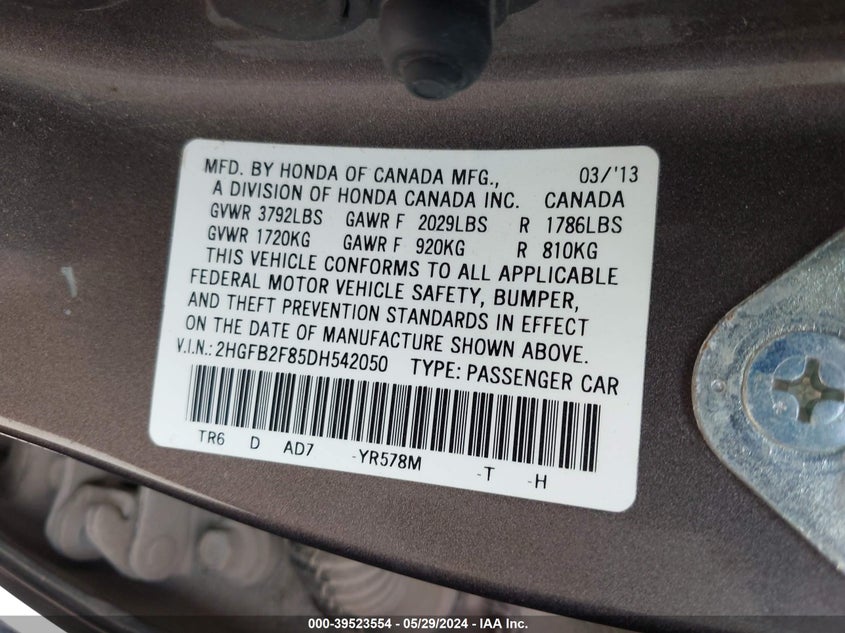 MFD. BY HONDA OF CANADA MFG., 03/'13
A DIVISION OF HONDA CANADA INC. CANADA
GVWR 3792LBS GAWR F 2029LBS R 1786LBS
GVWR 1720KG GAWR F 920KG R 810KG
THIS VEHICLE CONFORMS TO ALL APPLICABLE
FEDERAL MOTOR VEHICLE SAFETY, BUMPER,
AND THEFT PREVENTION STANDARDS IN EFFECT
ON THE DATE OF MANUFACTURE SHOWN ABOVE.
V.I.N.: 2HGFB2F85DH542050 TYPE: PASSENGER CAR
TR6 D AD7 -YR578M -T -H
000-39523554 / 05/29/2024 - IAA Inc.